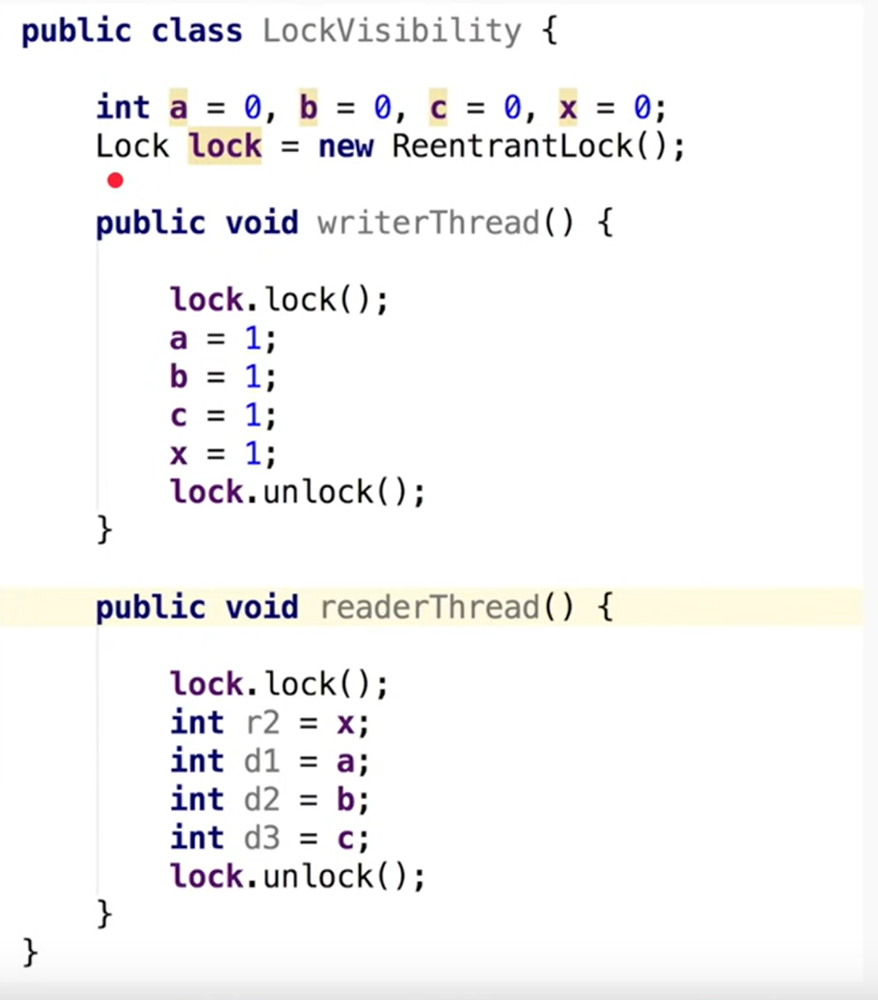 public class LockVisibility {
int a = 0, b = 0, c = 0, x = 0;
Lock lock = new ReentrantLock();
public void writerThread() {
lock.lock();
a = 1;
b = 1;
c = 1;
x = 1;
lock.unlock();
}
public void readerThread() {
lock.lock();
int r2 = x;
int d1 = a;
int d2 = b;
int d3 = c;
lock.unlock();
}
}